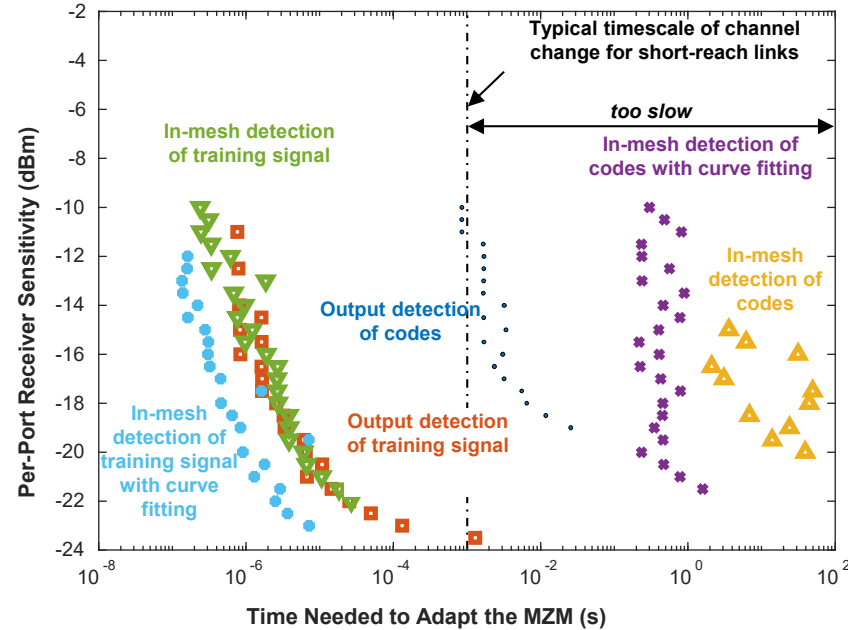 Typical timescale of channel
change for short-reach links
too slow
In-mesh detection
of training signal
In-mesh detection of
codes with curve fitting
In-mesh
detection of
codes
Output detection
of codes
In-mesh
detection of
training signal
with curve
fitting
Output detection
of training signal
Per-Port Receiver Sensitivity (dBm)
-2
-4
-6
-8
-10
-12
-14
-16
-18
-20
-22
-24
10^-8
10^-6
10^-4
10^-2
10^0
10^2
Time Needed to Adapt the MZM (s)